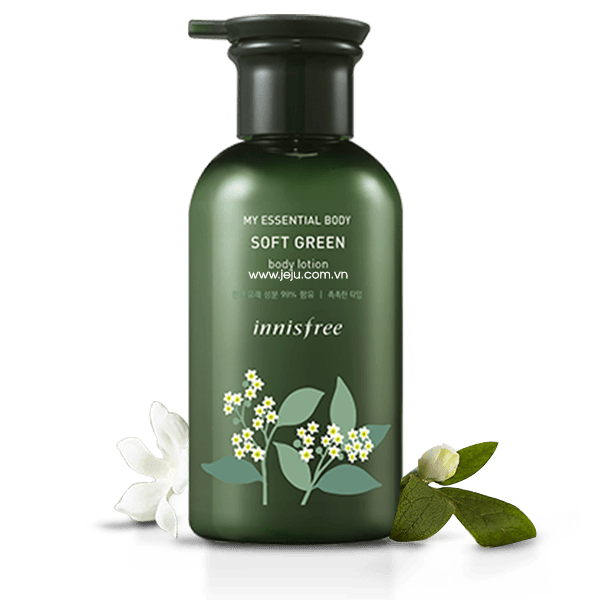 MY ESSENTIAL BODY
SOFT GREEN
body lotion
www.jeju.com.vn
유래 성분 99% 함유 | 촉촉한 타입
innisfree